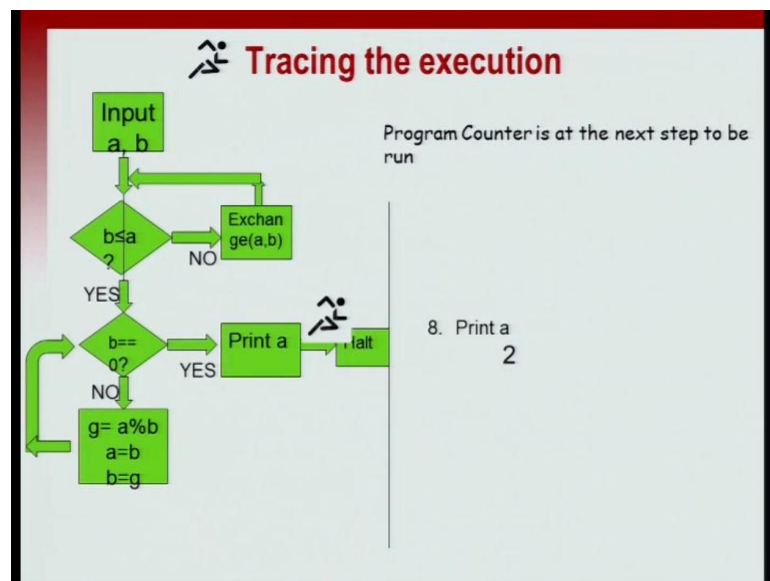 Tracing the execution
Input
a, b
Program Counter is at the next step to be
run
b≤a
?
Exchan
ge(a,b)
NO
YES
b==
0?
YES
Print a
Halt
8. Print a
2
NO
g= a%b
a=b
b=g